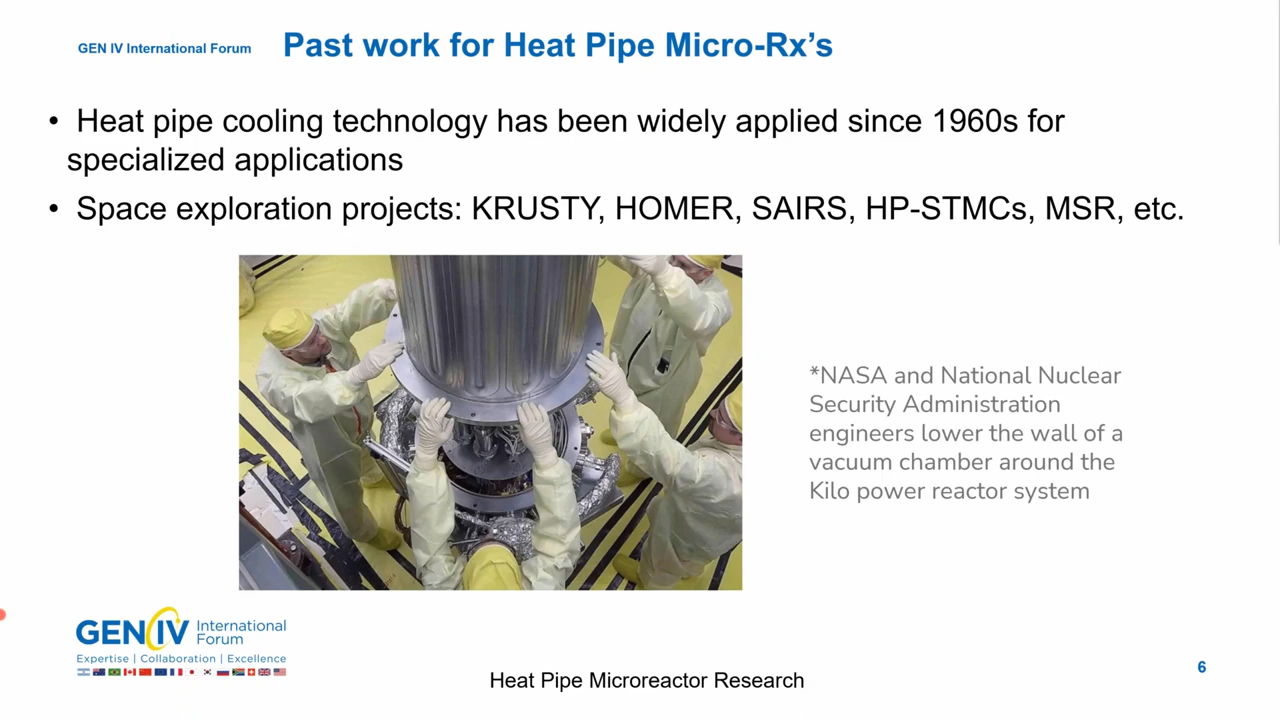 GEN IV International Forum
Past work for Heat Pipe Micro-Rx's
• Heat pipe cooling technology has been widely applied since 1960s for
specialized applications
• Space exploration projects: KRUSTY, HOMER, SAIRS, HP-STMCs, MSR, etc.
*NASA and National Nuclear
Security Administration
engineers lower the wall of a
vacuum chamber around the
Kilo power reactor system
GEN IV International
Forum
Expertise | Collaboration | Excellence
Heat Pipe Microreactor Research
6